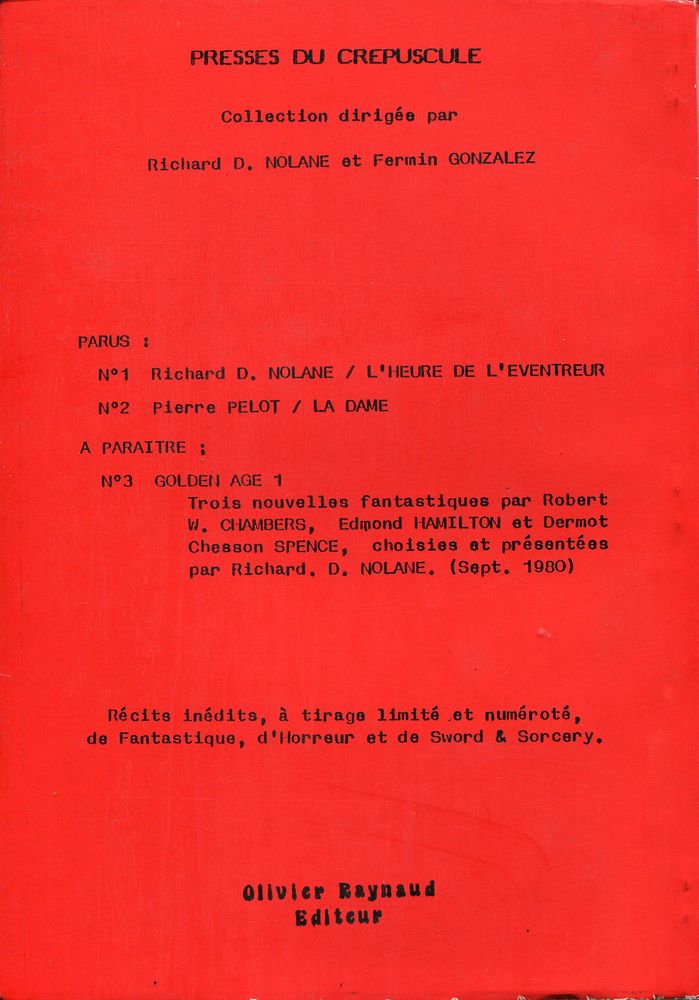 PRESSES DU CREPUSCULE
Collection dirigée par
Richard D. NOLANE et Fermin GONZALEZ
PARUS :
N°1 Richard D. NOLANE / L'HEURE DE L'EVENTREUR
N°2 Pierre PELOT / LA DAME
A PARAITRE ;
N°3 GOLDEN AGE 1
Trois nouvelles fantastiques par Robert
W. CHAMBERS, Edmond HAMILTON et Dermot
Chesson SPENCE, choisies et présentées
par Richard. D. NOLANE. (Sept. 1980)
Récits inédits, à tirage limité et numéroté,
de Fantastique, d'Horreur et de Sword & Sorcery.
Olivier Raynaud
Editeur